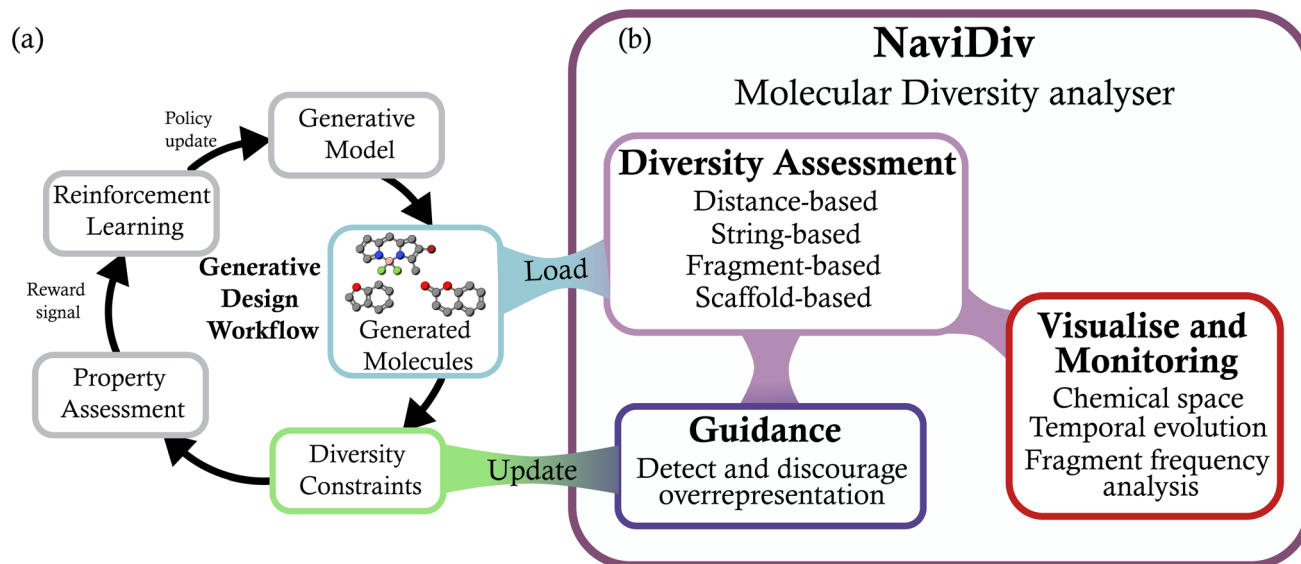 (a)
Policy
update
Generative
Model
Reinforcement
Learning
Reward
signal
Generative
Design
Workflow
Generated
Molecules
Property
Assessment
Diversity
Constraints
Load
Update
(b)
NaviDiv
Molecular Diversity analyser
Diversity Assessment
Distance-based
String-based
Fragment-based
Scaffold-based
Guidance
Detect and discourage
overrepresentation
Visualise and
Monitoring
Chemical space
Temporal evolution
Fragment frequency
analysis